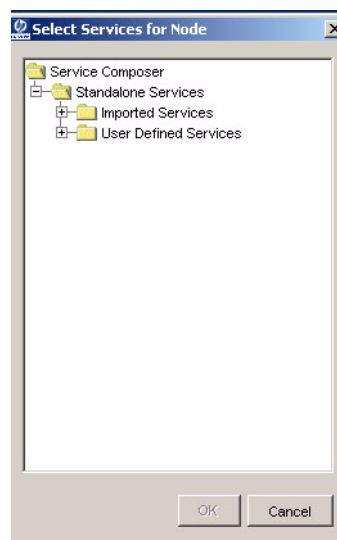 Select Services for Node
Service Composer
Standalone Services
Imported Services
User Defined Services
OK Cancel